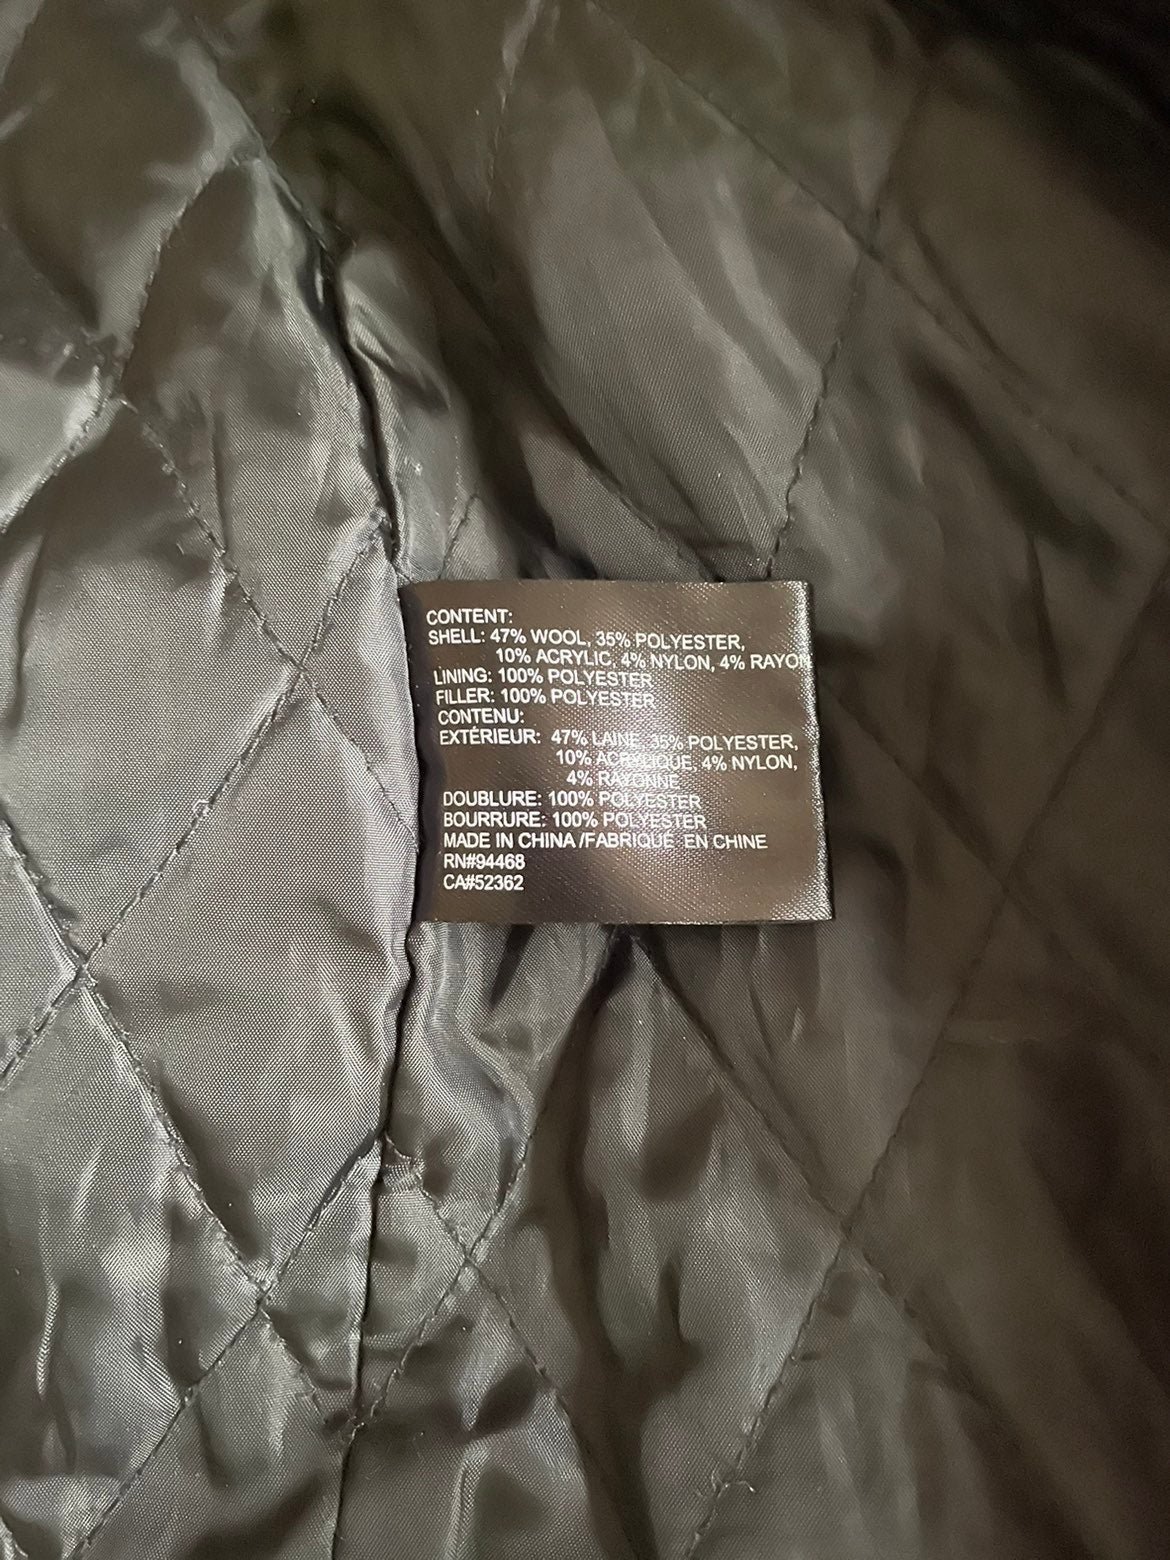 CONTENT:
SHELL: 47% WOOL, 35% POLYESTER,
10% ACRYLIC, 4% NYLON, 4% RAYON
LINING: 100% POLYESTER
FILLER: 100% POLYESTER
CONTENU:
EXTÉRIEUR: 47% LAINE, 35% POLYESTER,
10% ACRYLIQUE, 4% NYLON,
4% RAYONNE
DOUBLURE: 100% POLYESTER
BOURRURE: 100% POLYESTER
MADE IN CHINA /FABRIQUÉ EN CHINE
RN#94468
CA#52362